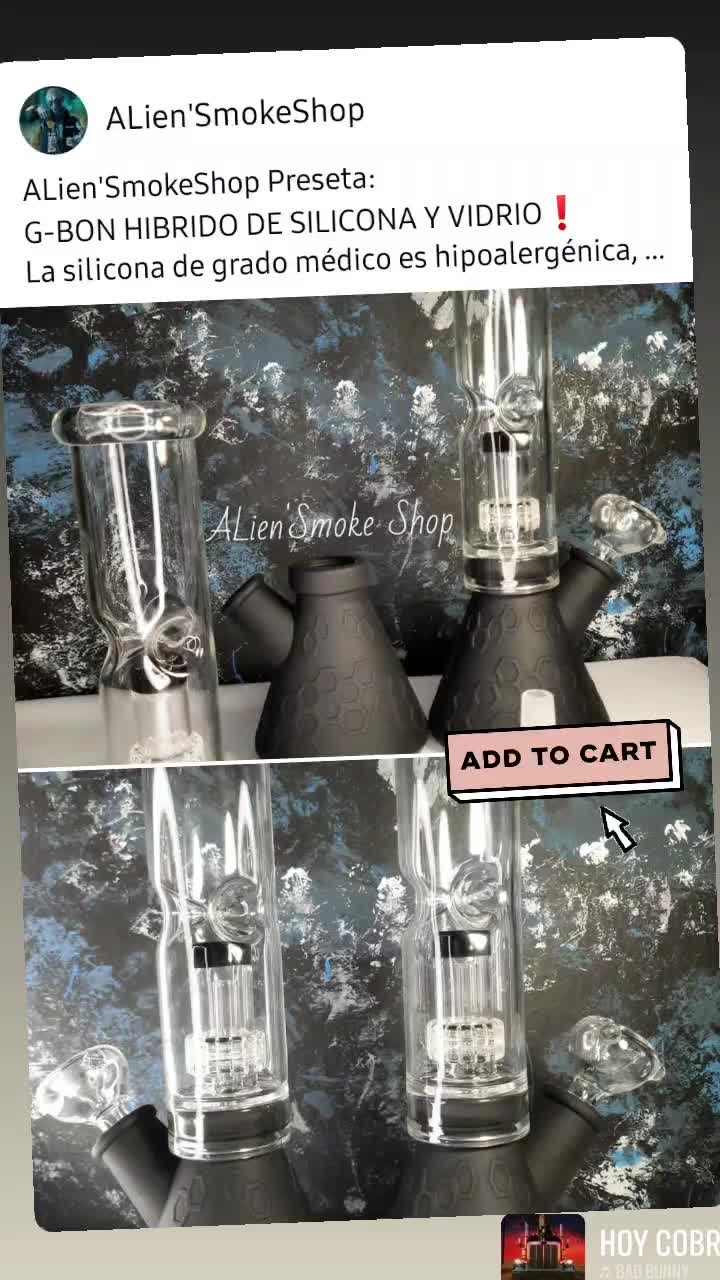 ALien'SmokeShop
ALien'SmokeShop Preseta:
G-BON HIBRIDO DE SILICONA Y VIDRIO❗
La silicona de grado médico es hipoalergénica, ...
ALien'Smoke Shop
ADD TO CART
HOY COBR
♫ BAD BUNNY